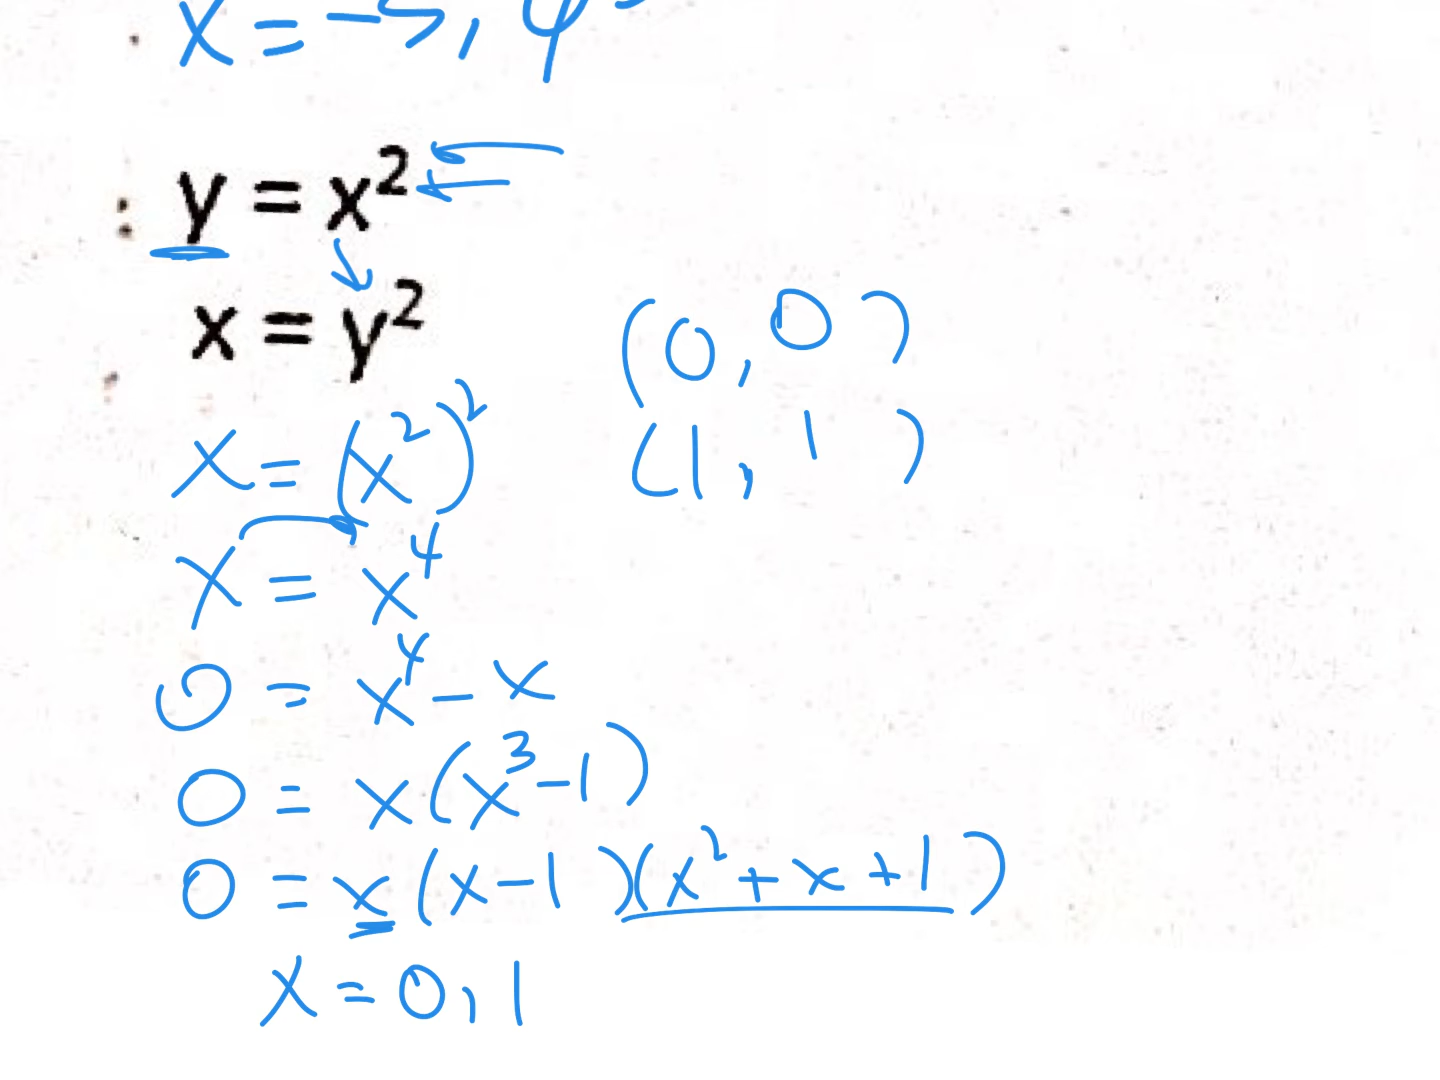 x = -5, 4
y = x²
x = y²
(0, 0)
(1, 1)
x = (x²)²
x = x⁴
0 = x⁴ - x
0 = x(x³ - 1)
0 = x(x - 1)(x² + x + 1)
x = 0, 1